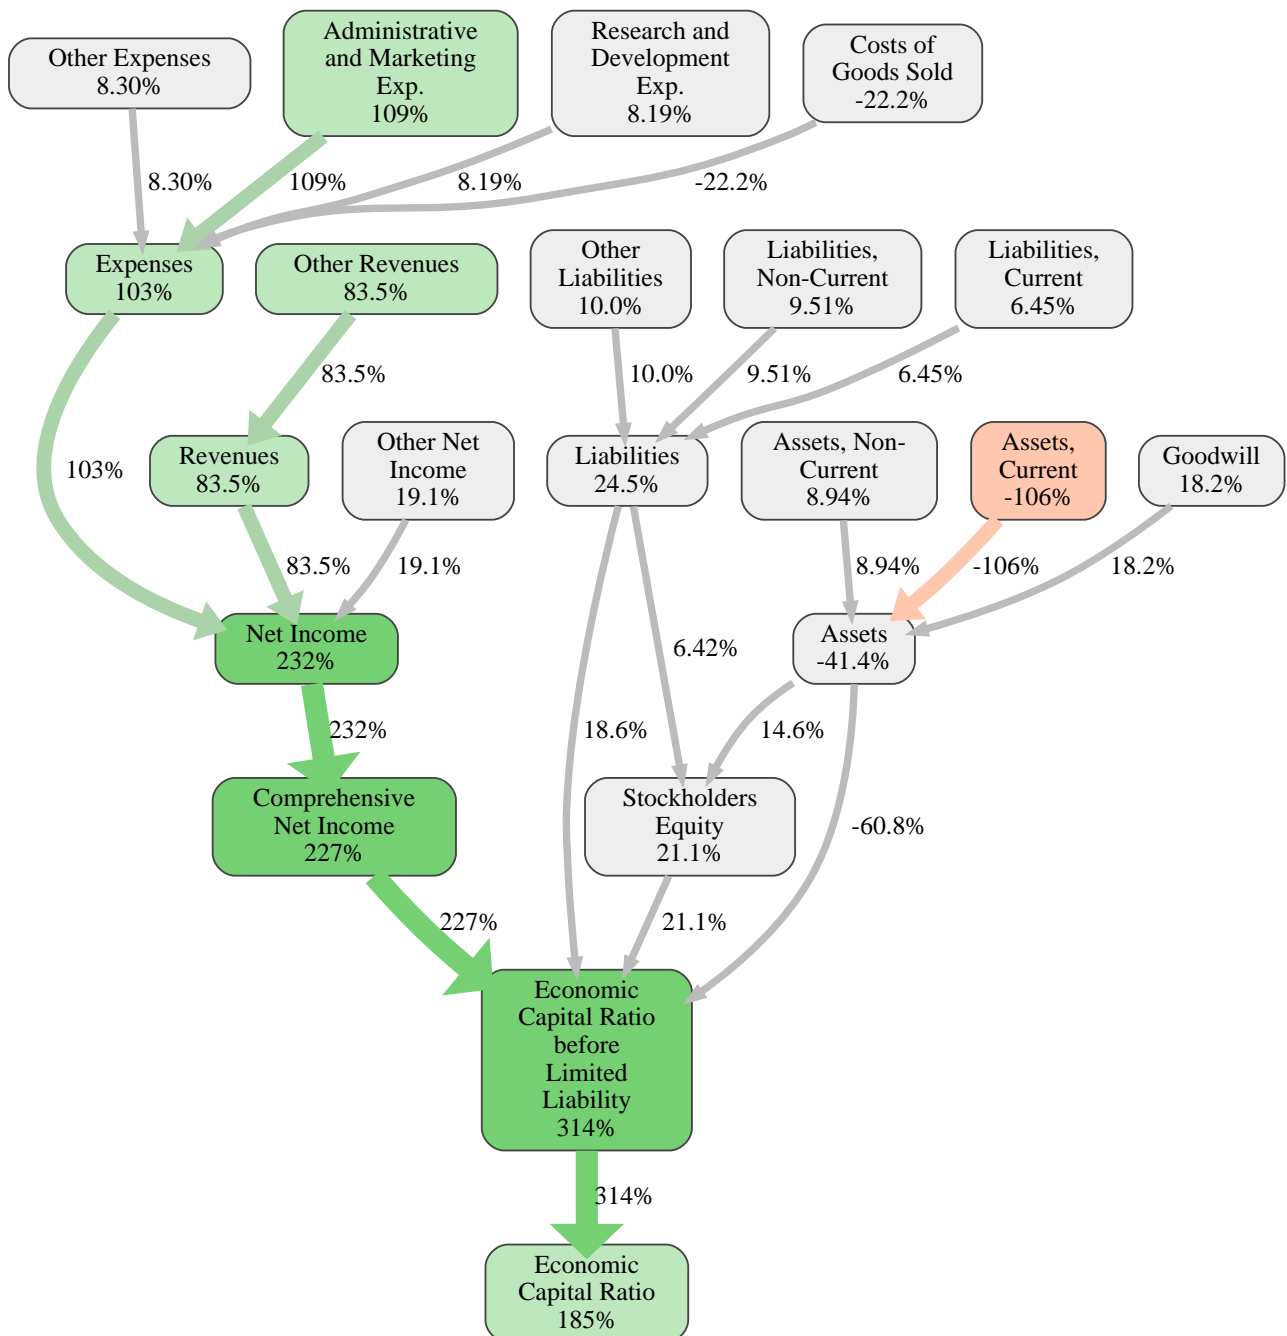 Other Expenses
8.30%
Administrative
and Marketing
Exp.
109%
Research and
Development
Exp.
8.19%
Costs of
Goods Sold
-22.2%
8.30%
109%
8.19%
-22.2%
Expenses
103%
Other Revenues
83.5%
Other
Liabilities
10.0%
Liabilities,
Non-Current
9.51%
Liabilities,
Current
6.45%
83.5%
10.0%
9.51%
6.45%
103%
Revenues
83.5%
Other Net
Income
19.1%
Liabilities
24.5%
Assets, Non-
Current
8.94%
Assets,
Current
-106%
Goodwill
18.2%
83.5%
19.1%
8.94%
-106%
18.2%
Net Income
232%
6.42%
Assets
-41.4%
232%
18.6%
14.6%
Comprehensive
Net Income
227%
Stockholders
Equity
21.1%
-60.8%
227%
21.1%
Economic
Capital Ratio
before
Limited
Liability
314%
314%
Economic
Capital Ratio
185%